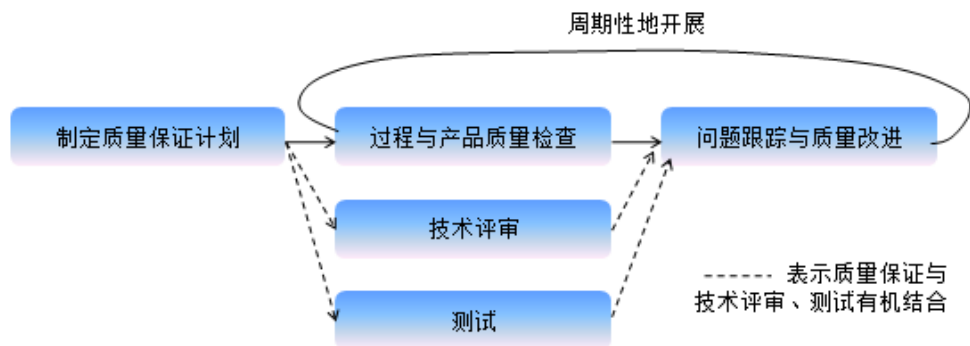 周期性地开展
制定质量保证计划
过程与产品质量检查
问题跟踪与质量改进
技术评审
表示质量保证与
技术评审、测试有机结合
测试